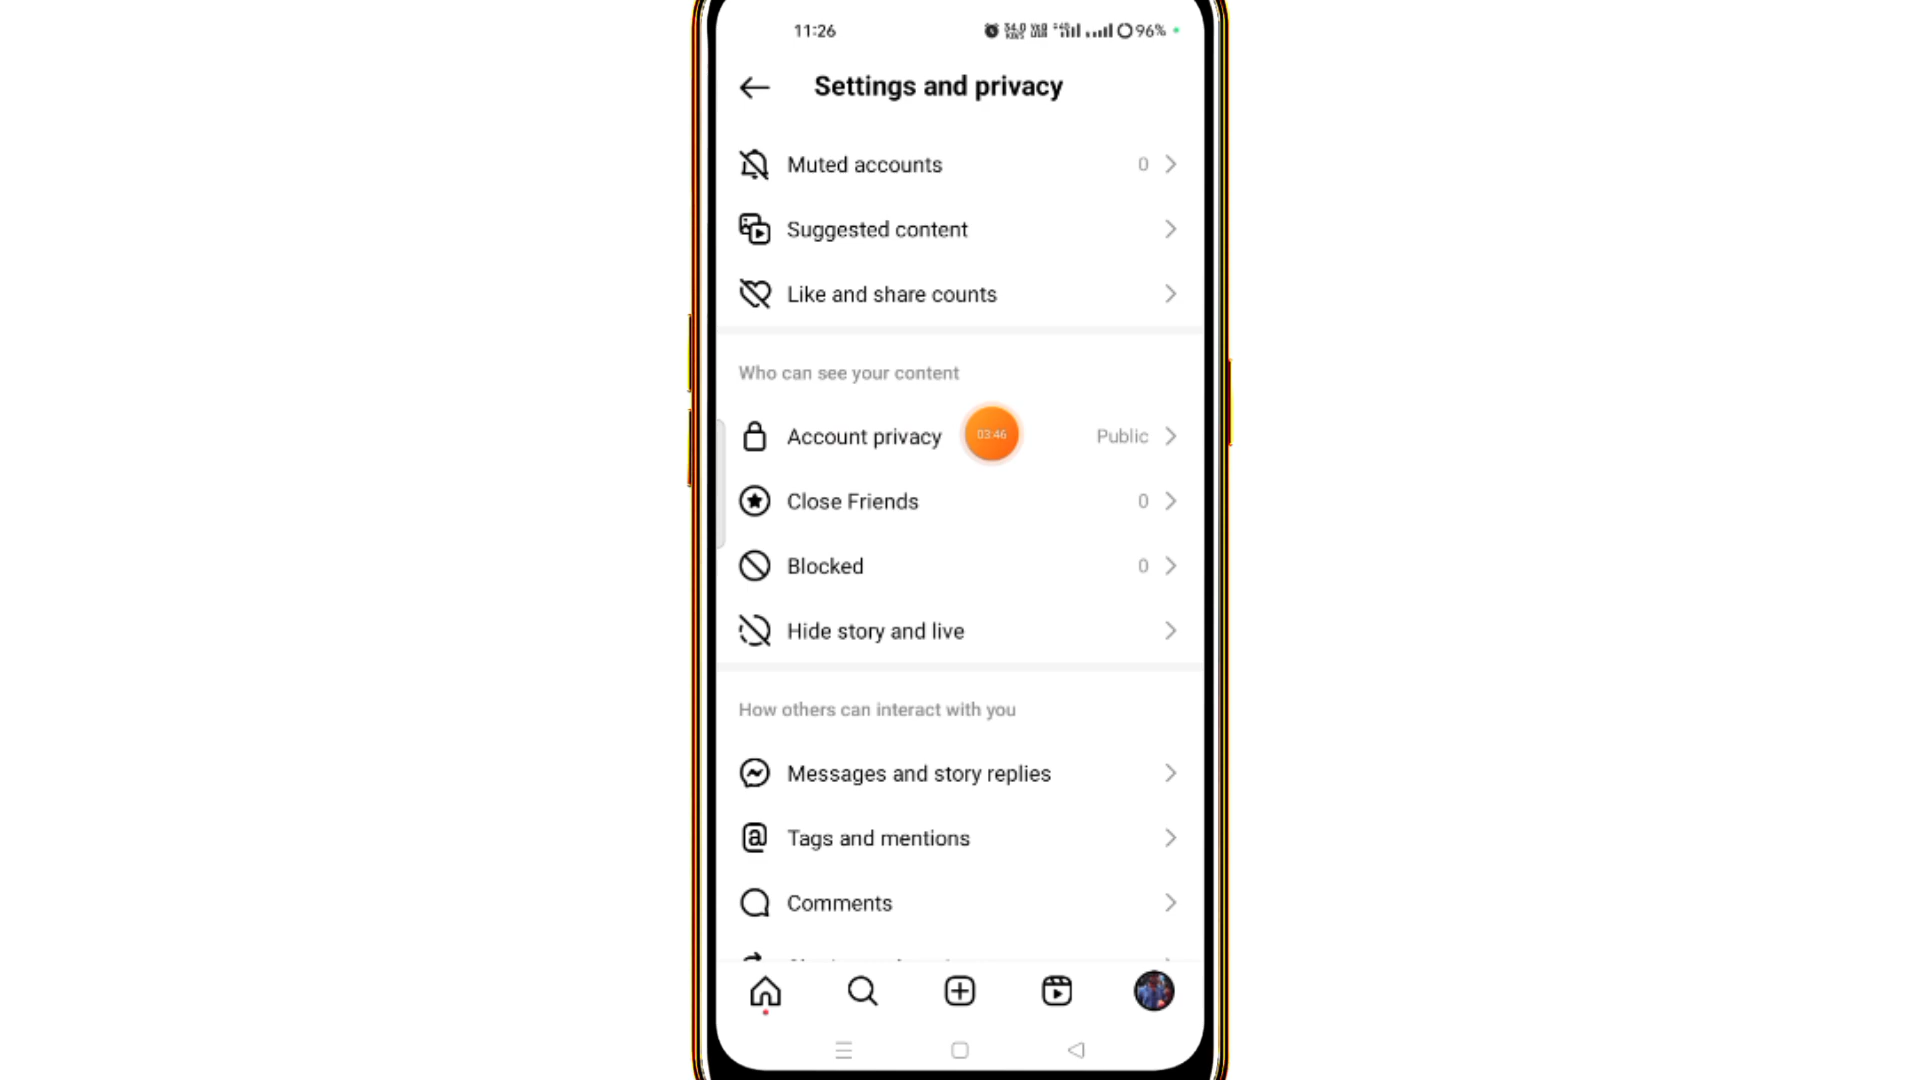 11:26
96%
Settings and privacy
Muted accounts 0
Suggested content
Like and share counts
Who can see your content
Account privacy 03:46 Public
Close Friends 0
Blocked 0
Hide story and live
How others can interact with you
Messages and story replies
Tags and mentions
Comments